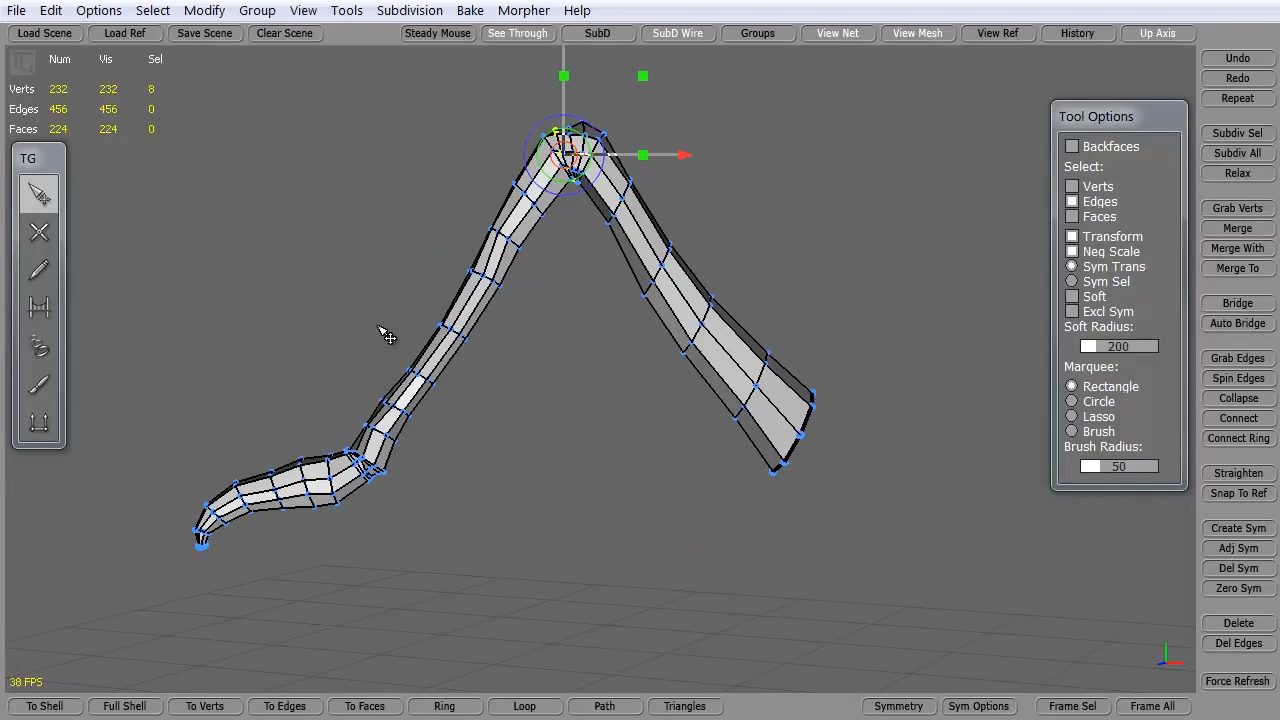 File Edit Options Select Modify Group View Tools Subdivision Bake Morpher Help
Load Scene Load Ref Save Scene Clear Scene Steady Mouse See Through SubD SubD Wire Groups View Net View Mesh View Ref History Up Axis
Num Vis Sel
Verts 232 232 8
Edges 456 456 0
Faces 224 224 0
TG
Tool Options
Backfaces
Select:
Verts
Edges
Faces
Transform
Neg Scale
Sym Trans
Sym Sel
Soft
Excl Sym
Soft Radius:
200
Marquee:
Rectangle
Circle
Lasso
Brush
Brush Radius:
50
Undo
Redo
Repeat
Subdiv Sel
Subdiv All
Relax
Grab Verts
Merge
Merge With
Merge To
Bridge
Auto Bridge
Grab Edges
Spin Edges
Collapse
Connect
Connect Ring
Straighten
Snap To Ref
Create Sym
Adj Sym
Del Sym
Zero Sym
Delete
Del Edges
Force Refresh
38 FPS
To Shell Full Shell To Verts To Edges To Faces Ring Loop Path Triangles Symmetry Sym Options Frame Sel Frame All